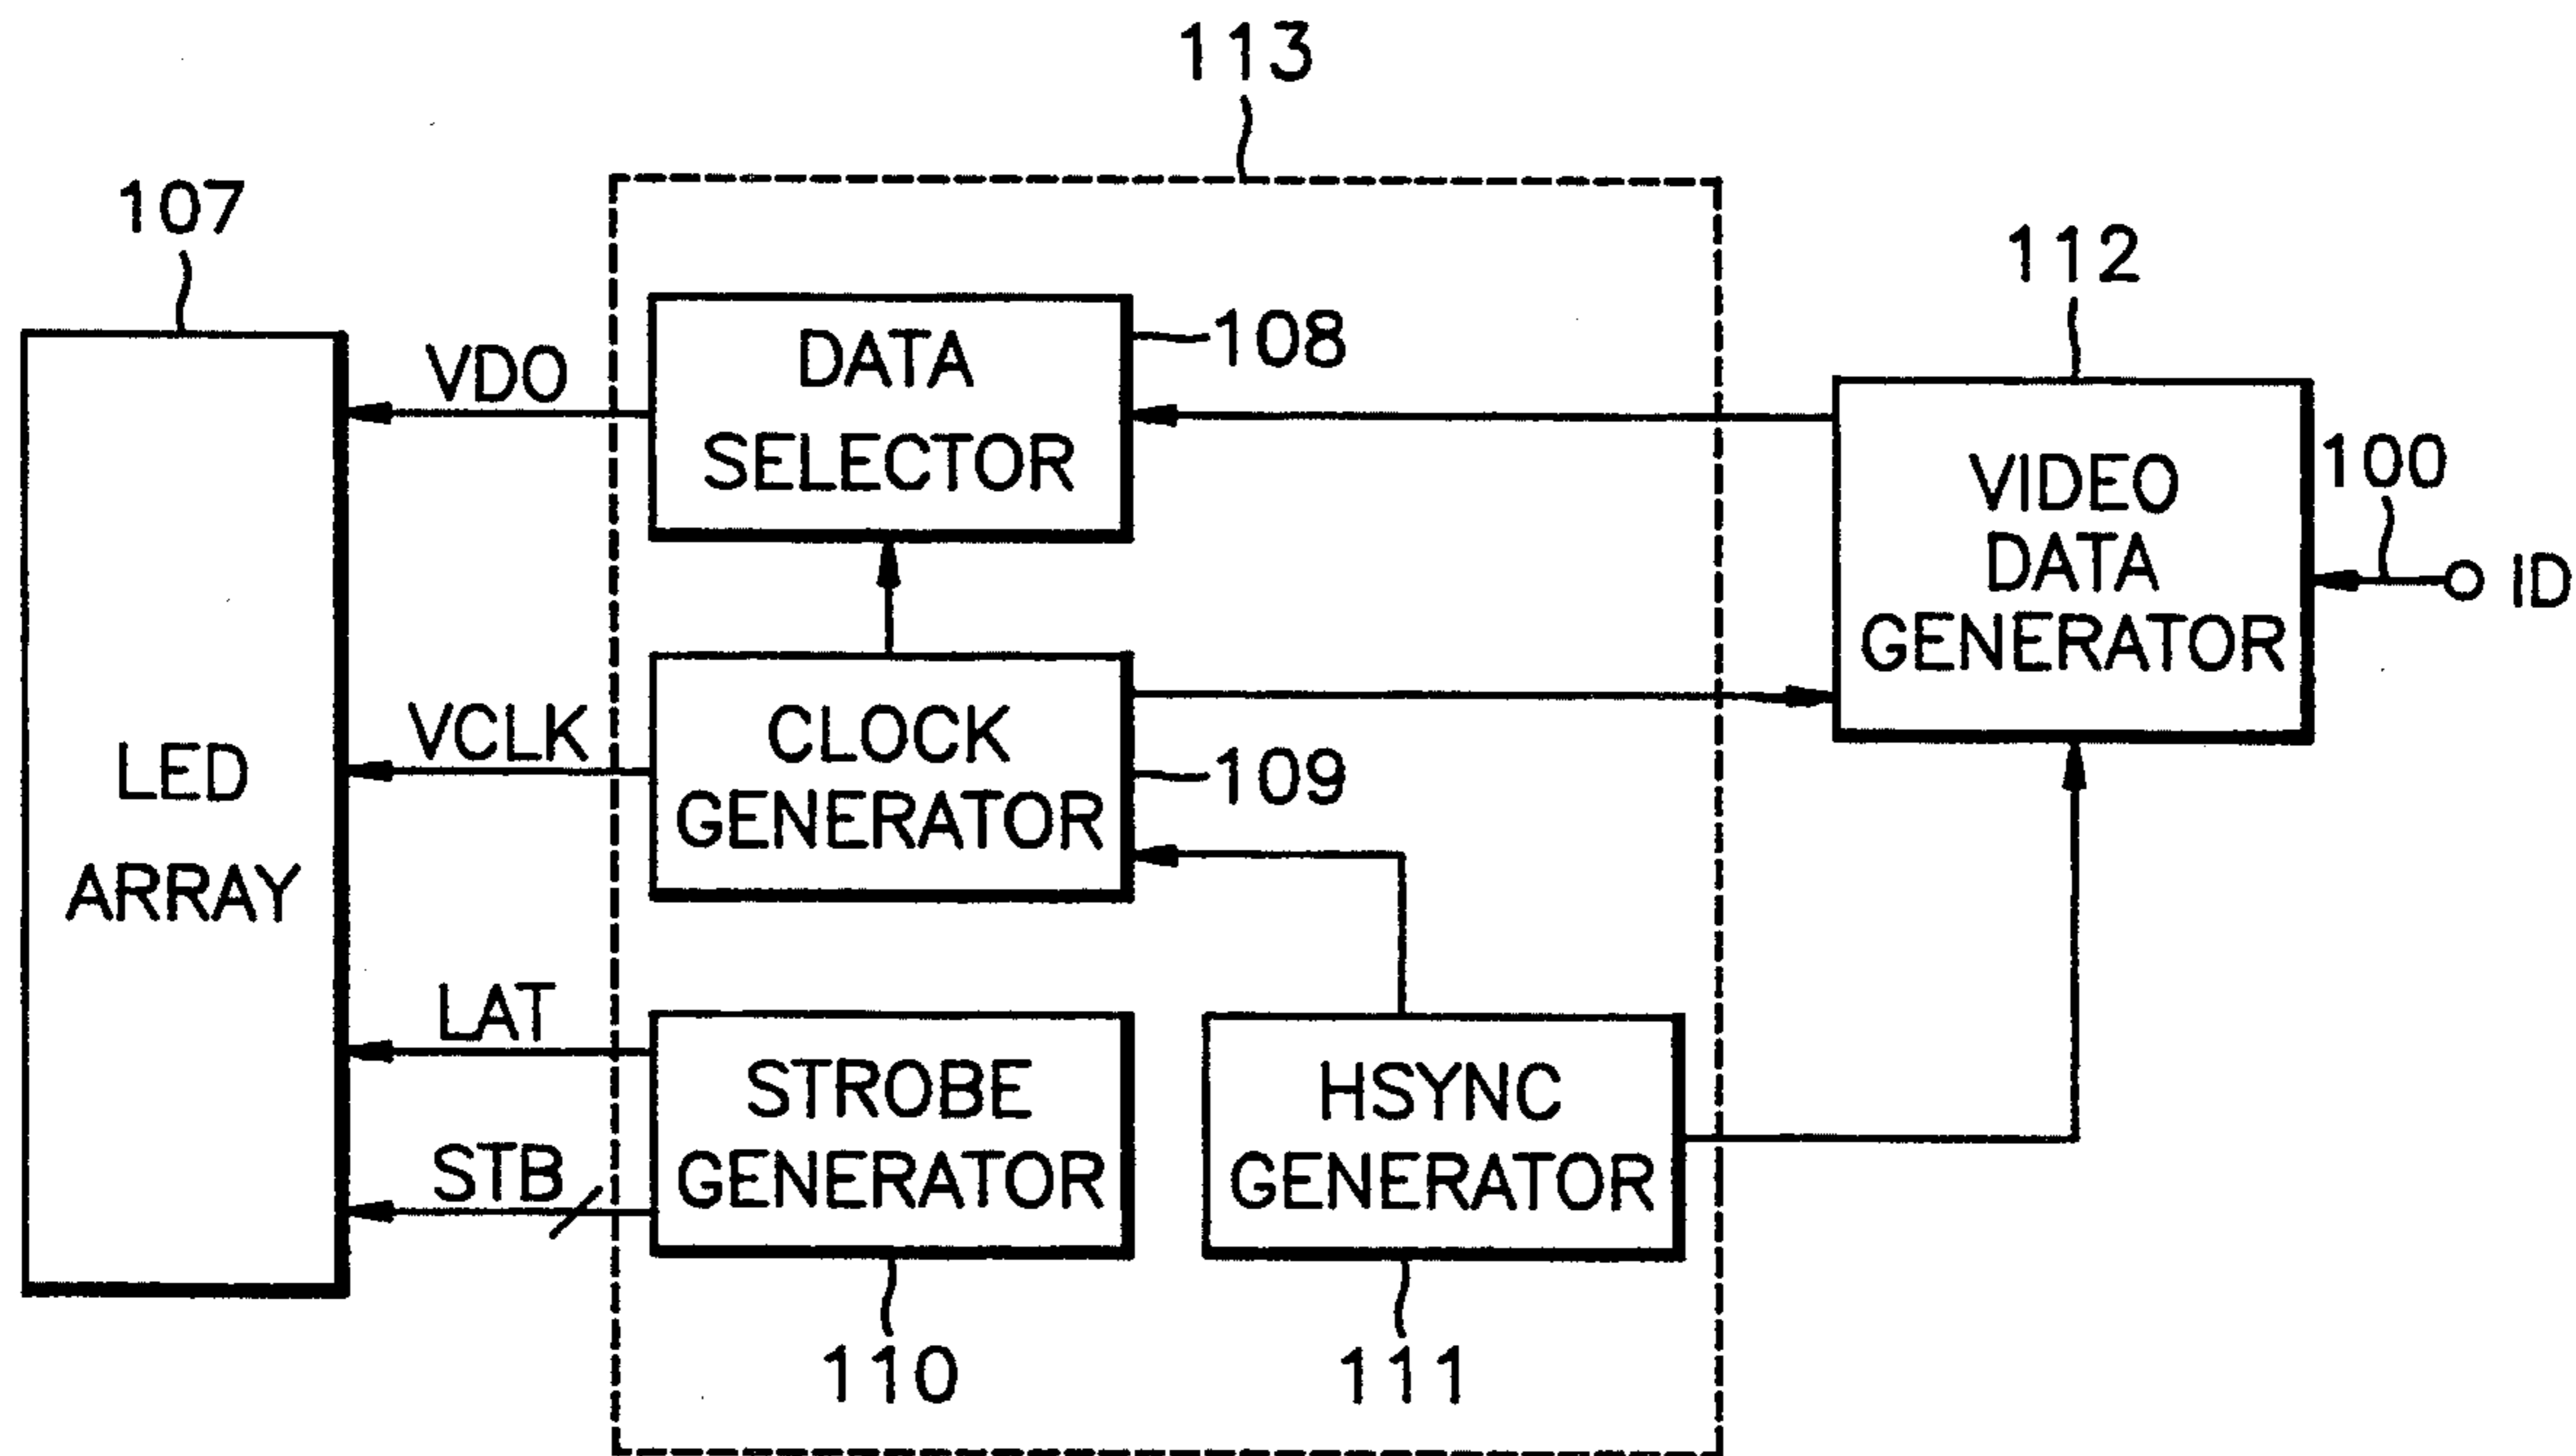 113
107
112
DATA
SELECTOR
108
VDO
100
VIDEO
DATA
GENERATOR
ID
VCLK
CLOCK
GENERATOR
109
LED
ARRAY
LAT
STROBE
GENERATOR
HSYNC
GENERATOR
STB
110
111